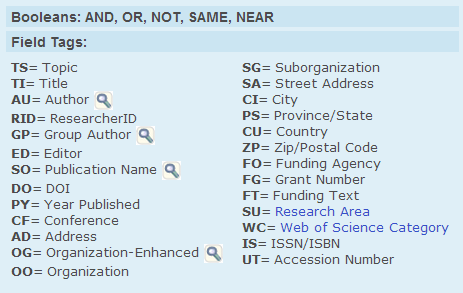 Booleans: AND, OR, NOT, SAME, NEAR
Field Tags:
TS= Topic
TI= Title
AU= Author
RID= ResearcherID
GP= Group Author
ED= Editor
SO= Publication Name
DO= DOI
PY= Year Published
CF= Conference
AD= Address
OG= Organization-Enhanced
OO= Organization
SG= Suborganization
SA= Street Address
CI= City
PS= Province/State
CU= Country
ZP= Zip/Postal Code
FO= Funding Agency
FG= Grant Number
FT= Funding Text
SU= Research Area
WC= Web of Science Category
IS= ISSN/ISBN
UT= Accession Number